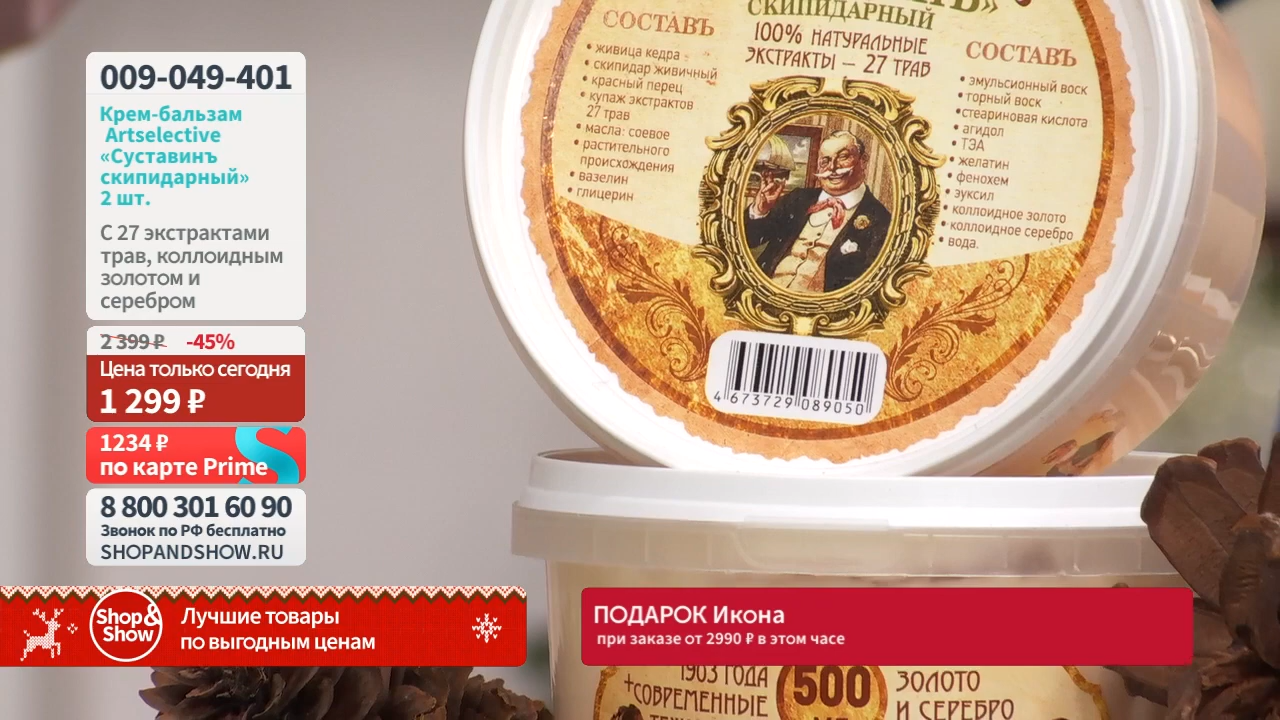 009-049-401
Крем-бальзам
Artselective
«Суставинъ
скипидарный»
2 шт.
С 27 экстрактами
трав, коллоидным
золотом и
серебром
2 399 ₽ -45%
Цена только сегодня
1 299 ₽
1234 ₽
по карте Prime
8 800 301 60 90
Звонок по РФ бесплатно
SHOPANDSHOW.RU
Shop&
Show
Лучшие товары
по выгодным ценам
ПОДАРОК Икона
при заказе от 2990 ₽ в этом часе
СКИПИДАРНЫЙ
100% НАТУРАЛЬНЫЕ
ЭКСТРАКТЫ – 27 ТРАВ
СОСТАВЪ
• живица кедра
• скипидар живичный
• красный перец
• купаж экстрактов
27 трав
• масла: соевое
• растительного
происхождения
• вазелин
• глицерин
СОСТАВЪ
• эмульсионный воск
• горный воск
• стеариновая кислота
• агидол
• ТЭА
• желатин
• фенохем
• эуксил
• коллоидное золото
• коллоидное серебро
• вода.
4 673729 089050
1903 ГОДА
+СОВРЕМЕННЫЕ
500
ЗОЛОТО
И СЕРЕБРО